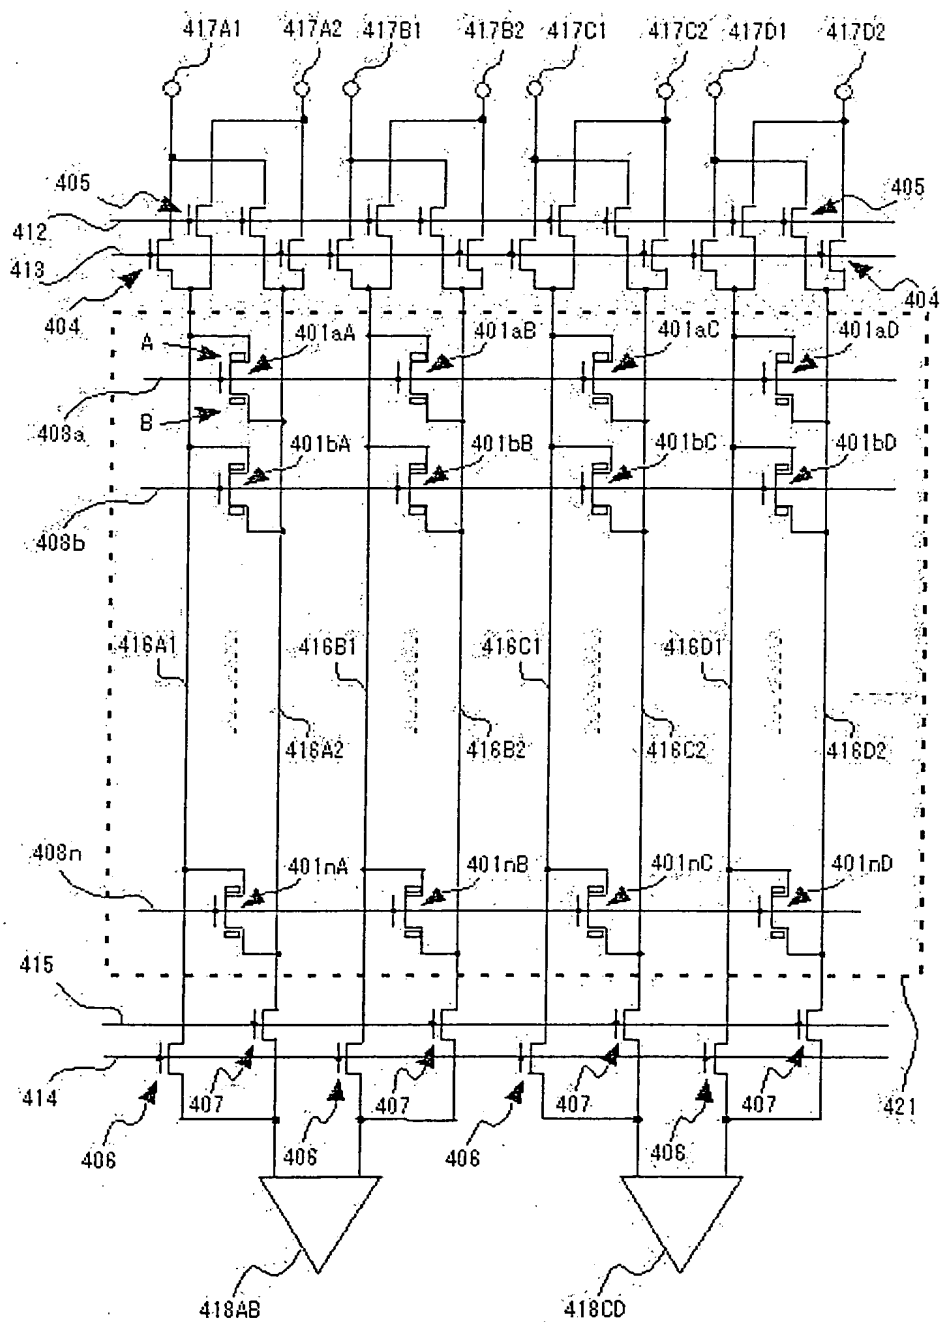 417A1 417A2 417B1 417B2 417C1 417C2 417D1 417D2
405 405
412
413
404 404
A 401aA 401aB 401aC 401aD
B
408a
401bA 401bB 401bC 401bD
408b
416A1 416B1 416C1 416D1
416A2 416B2 416C2 416D2
408n 401nA 401nB 401nC 401nD
415
414 407 407 407 407 421
406 406 406 406
418AB 418CD